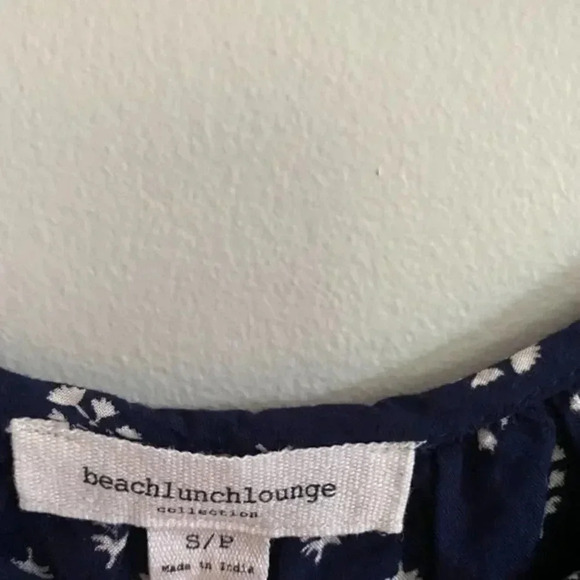 beachlunchlounge
collection
S/P
Made in India